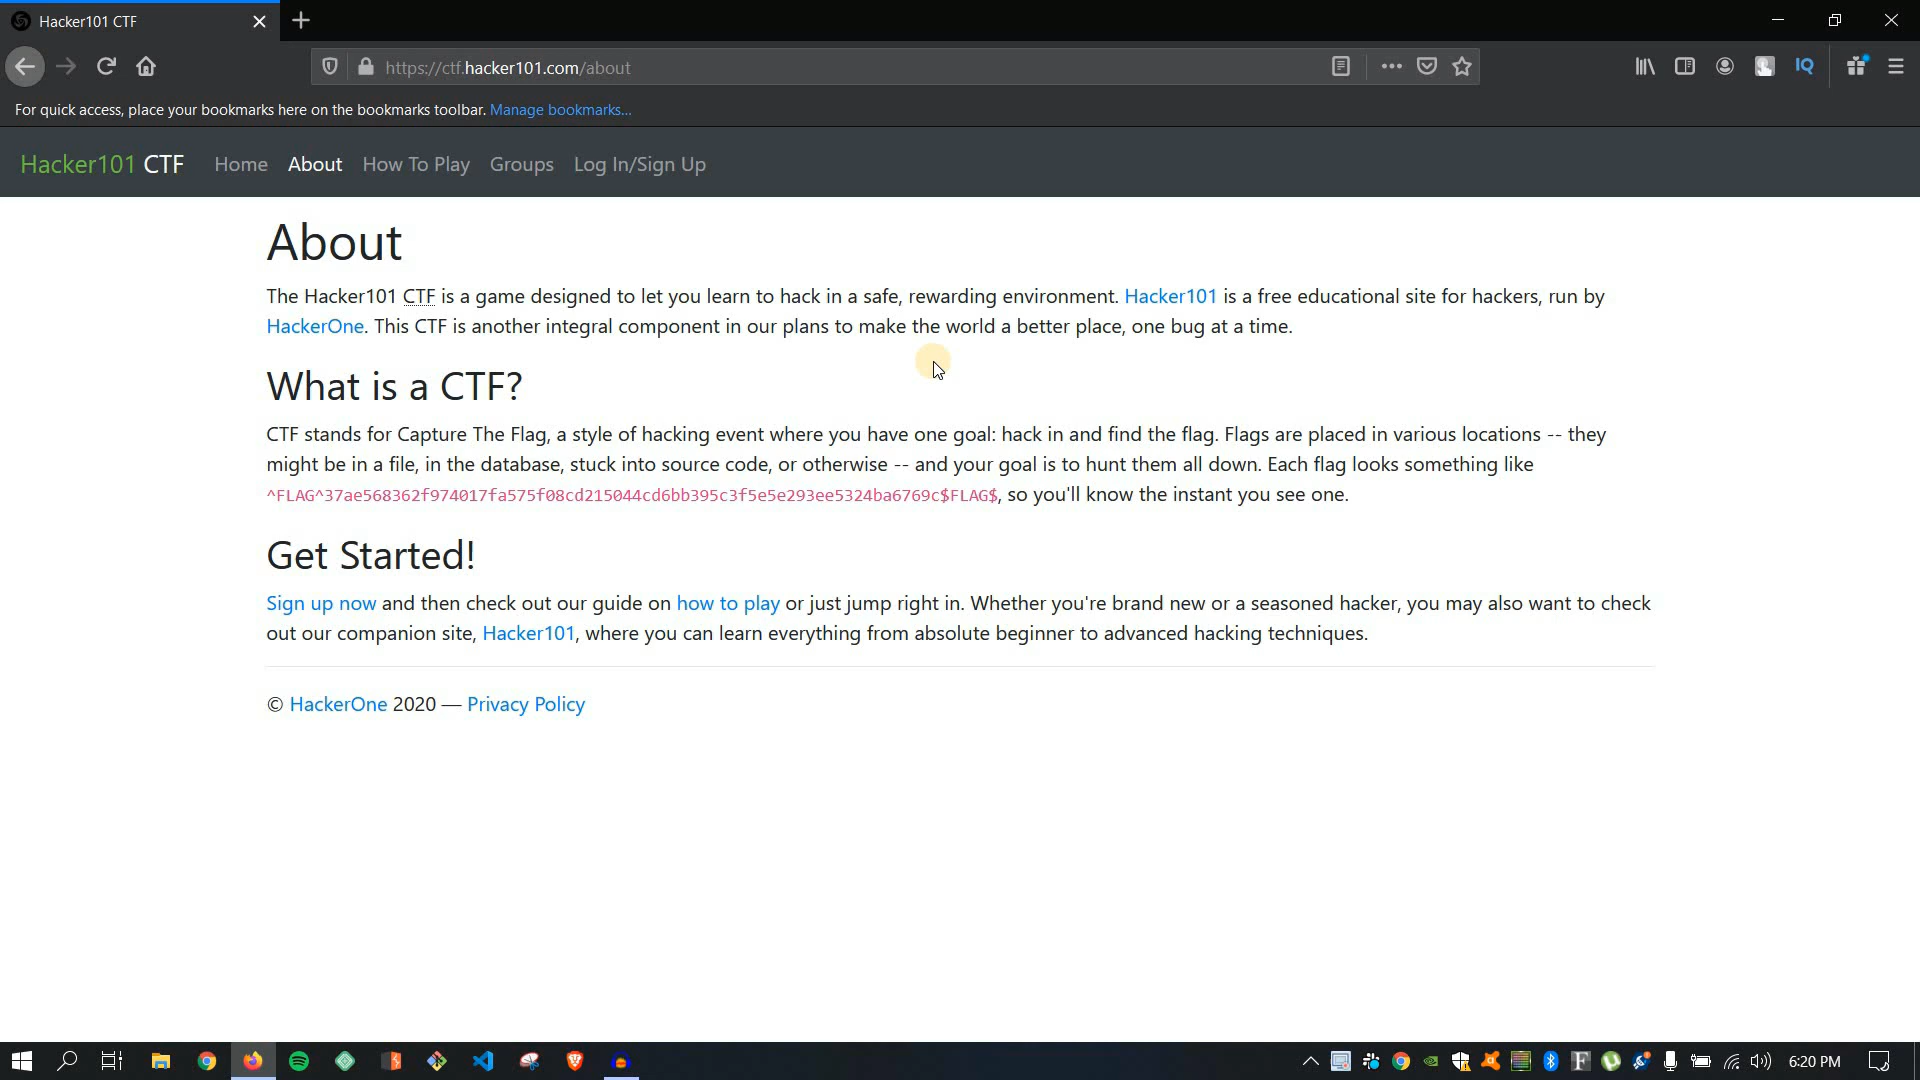 Hacker101 CTF
https://ctf.hacker101.com/about
IQ
For quick access, place your bookmarks here on the bookmarks toolbar. Manage bookmarks...
Hacker101 CTF Home About How To Play Groups Log In/Sign Up
About
The Hacker101 CTF is a game designed to let you learn to hack in a safe, rewarding environment. Hacker101 is a free educational site for hackers, run by
HackerOne. This CTF is another integral component in our plans to make the world a better place, one bug at a time.
What is a CTF?
CTF stands for Capture The Flag, a style of hacking event where you have one goal: hack in and find the flag. Flags are placed in various locations -- they
might be in a file, in the database, stuck into source code, or otherwise -- and your goal is to hunt them all down. Each flag looks something like
^FLAG^37ae568362f974017fa575f08cd215044cd6bb395c3f5e5e293ee5324ba6769c$FLAG$, so you'll know the instant you see one.
Get Started!
Sign up now and then check out our guide on how to play or just jump right in. Whether you're brand new or a seasoned hacker, you may also want to check
out our companion site, Hacker101, where you can learn everything from absolute beginner to advanced hacking techniques.
© HackerOne 2020 — Privacy Policy
6:20 PM